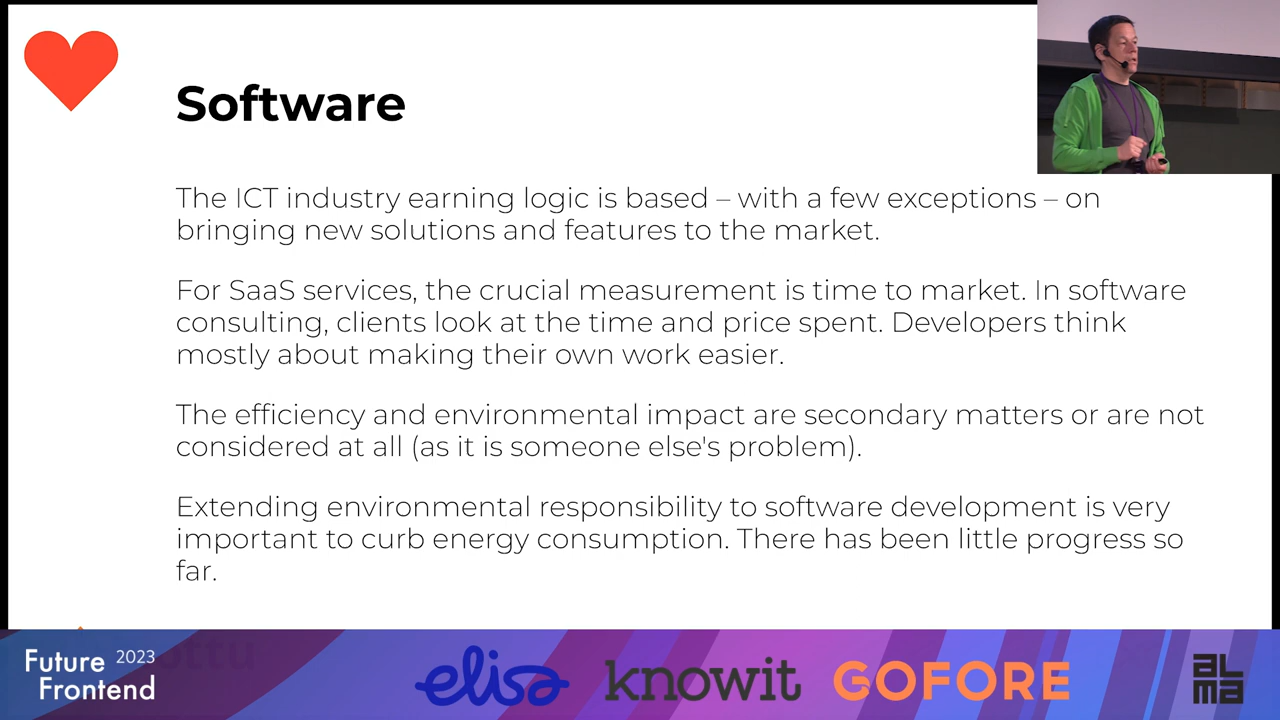 Software
The ICT industry earning logic is based – with a few exceptions – on
bringing new solutions and features to the market.
For SaaS services, the crucial measurement is time to market. In software
consulting, clients look at the time and price spent. Developers think
mostly about making their own work easier.
The efficiency and environmental impact are secondary matters or are not
considered at all (as it is someone else's problem).
Extending environmental responsibility to software development is very
important to curb energy consumption. There has been little progress so
far.
Future 2023
Frontend
elisa
knowit
GOFORE
ALMA